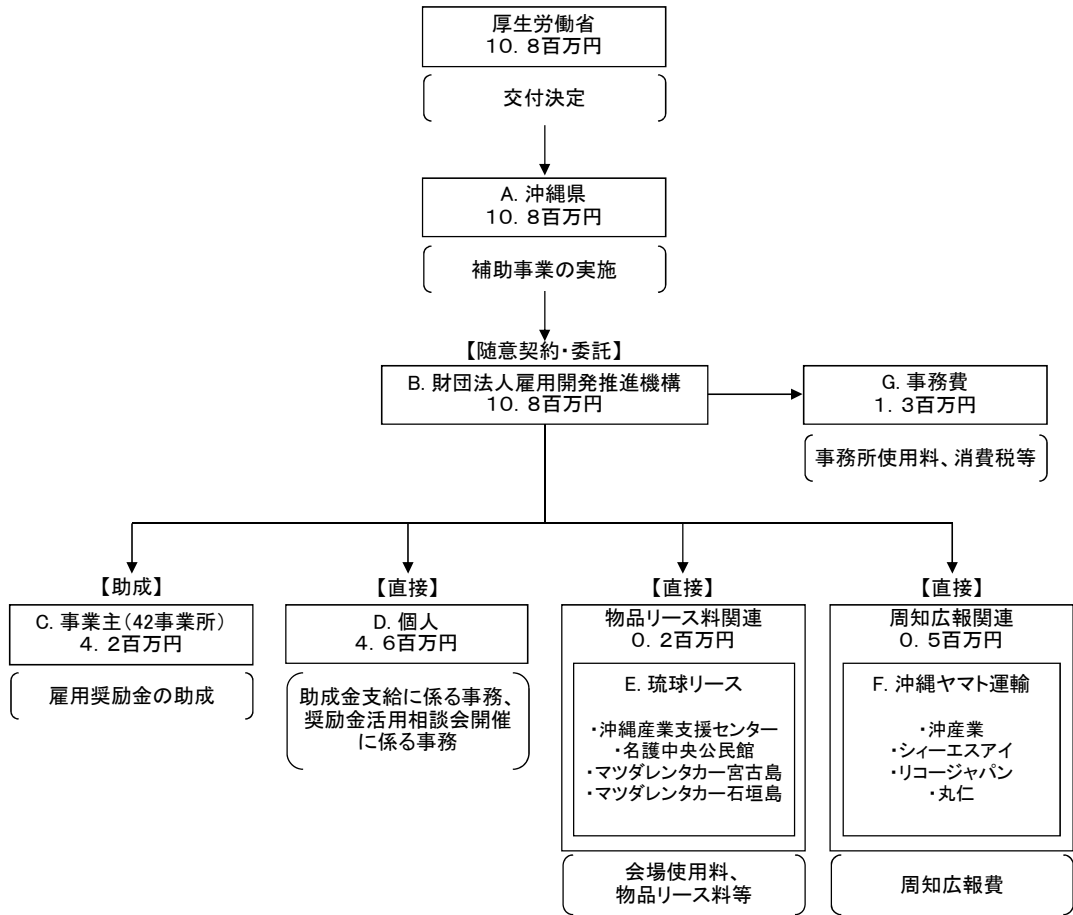 厚生労働省
10．8百万円
交付決定
A. 沖縄県
10．8百万円
補助事業の実施
【随意契約・委託】
B. 財団法人雇用開発推進機構
10．8百万円
G. 事務費
1．3百万円
事務所使用料、消費税等
【助成】
C. 事業主（42事業所）
4．2百万円
雇用奨励金の助成
【直接】
D. 個人
4．6百万円
助成金支給に係る事務、
奨励金活用相談会開催
に係る事務
【直接】
物品リース料関連
0．2百万円
E. 琉球リース
・沖縄産業支援センター
・名護中央公民館
・マツダレンタカー宮古島
・マツダレンタカー石垣島
会場使用料、
物品リース料等
【直接】
周知広報関連
0．5百万円
F. 沖縄ヤマト運輸
・沖産業
・シィーエスアイ
・リコージャパン
・丸仁
周知広報費